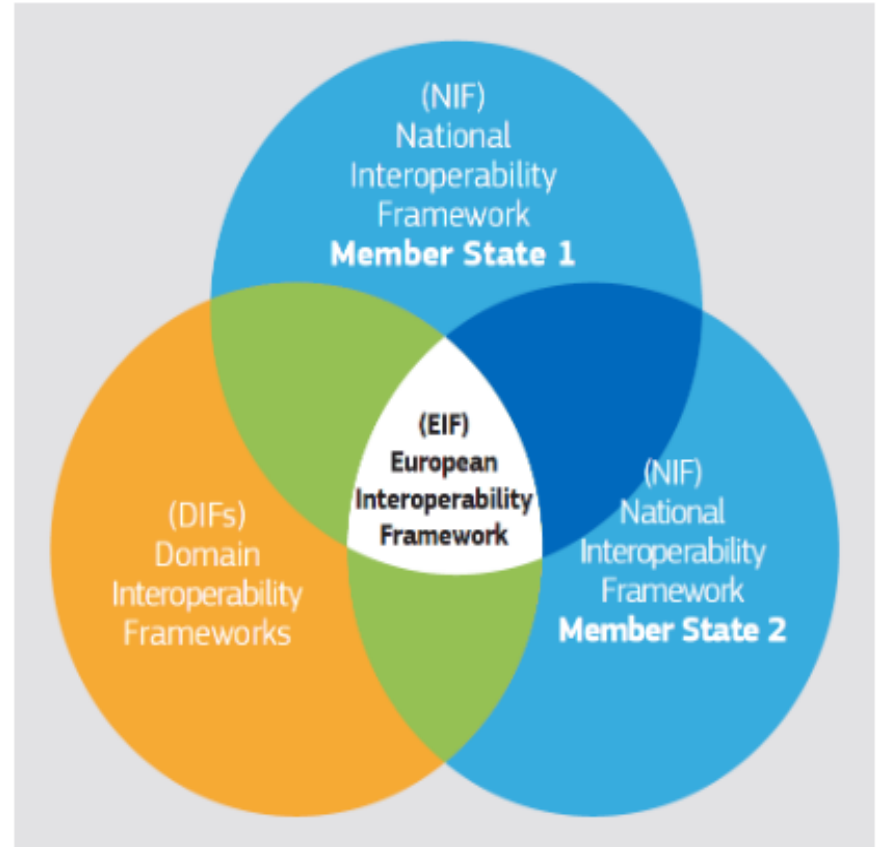 (NIF)
National
Interoperability
Framework
Member State 1
(EIF)
European
Interoperability
Framework
(DIFs)
Domain
Interoperability
Frameworks
(NIF)
National
Interoperability
Framework
Member State 2